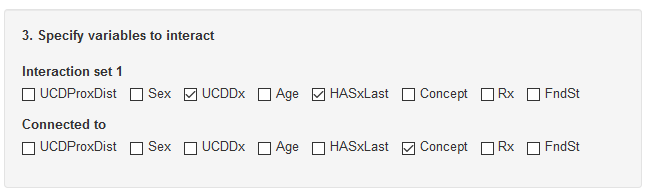 3. Specify variables to interact
Interaction set 1
UCDProxDist Sex UCDDx Age HASxLast Concept Rx FndSt
Connected to
UCDProxDist Sex UCDDx Age HASxLast Concept Rx FndSt